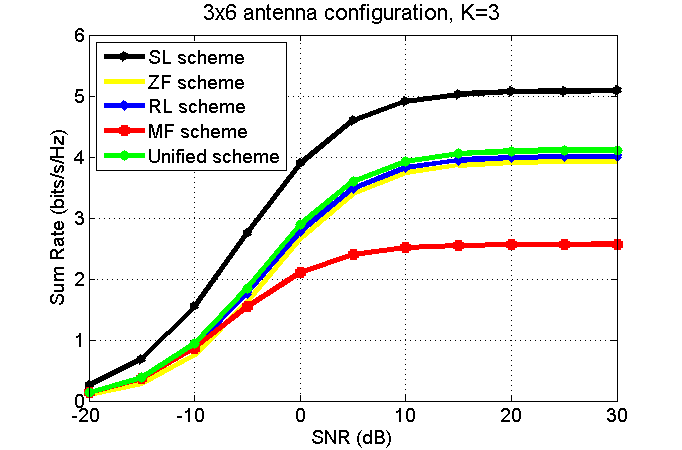 3x6 antenna configuration, K=3
6
5
4
3
2
1
0
SL scheme
ZF scheme
RL scheme
MF scheme
Unified scheme
Sum Rate (bits/s/Hz)
-20
-10
0
10
20
30
SNR (dB)